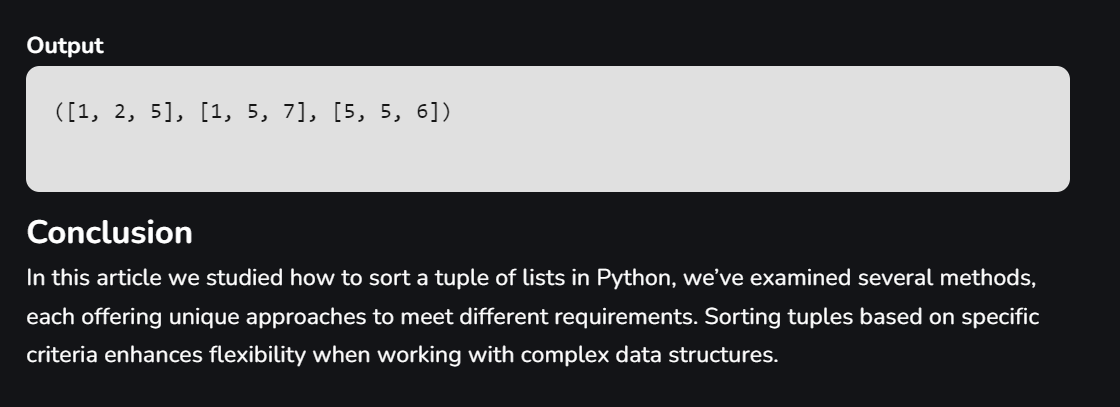 Output
([1, 2, 5], [1, 5, 7], [5, 5, 6])
Conclusion
In this article we studied how to sort a tuple of lists in Python, we’ve examined several methods,
each offering unique approaches to meet different requirements. Sorting tuples based on specific
criteria enhances flexibility when working with complex data structures.